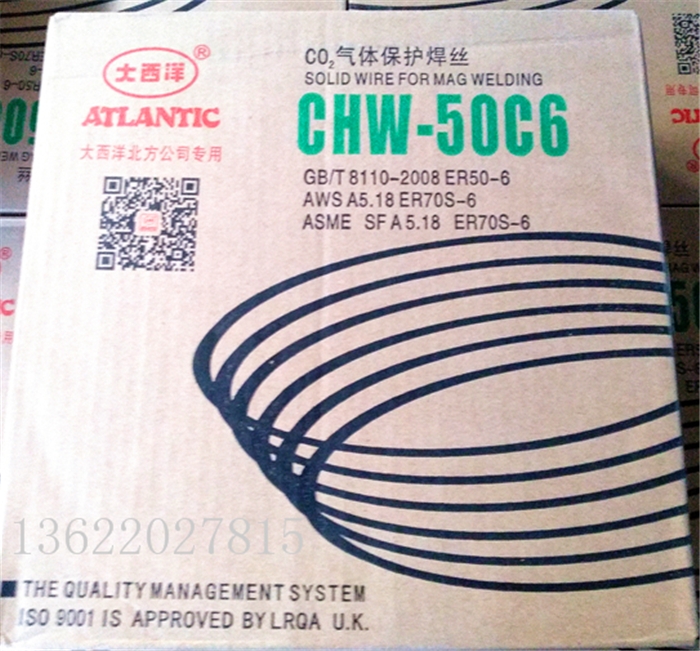 大西洋®
ATLANTIC
大西洋北方公司专用
CO₂气体保护焊丝
SOLID WIRE FOR MAG WELDING
CHW-50C6
GB/T 8110-2008 ER50-6
AWS A5.18 ER70S-6
ASME SFA 5.18 ER70S-6
13622027815
THE QUALITY MANAGEMENT SYSTEM
ISO 9001 IS APPROVED BY LRQA U.K.